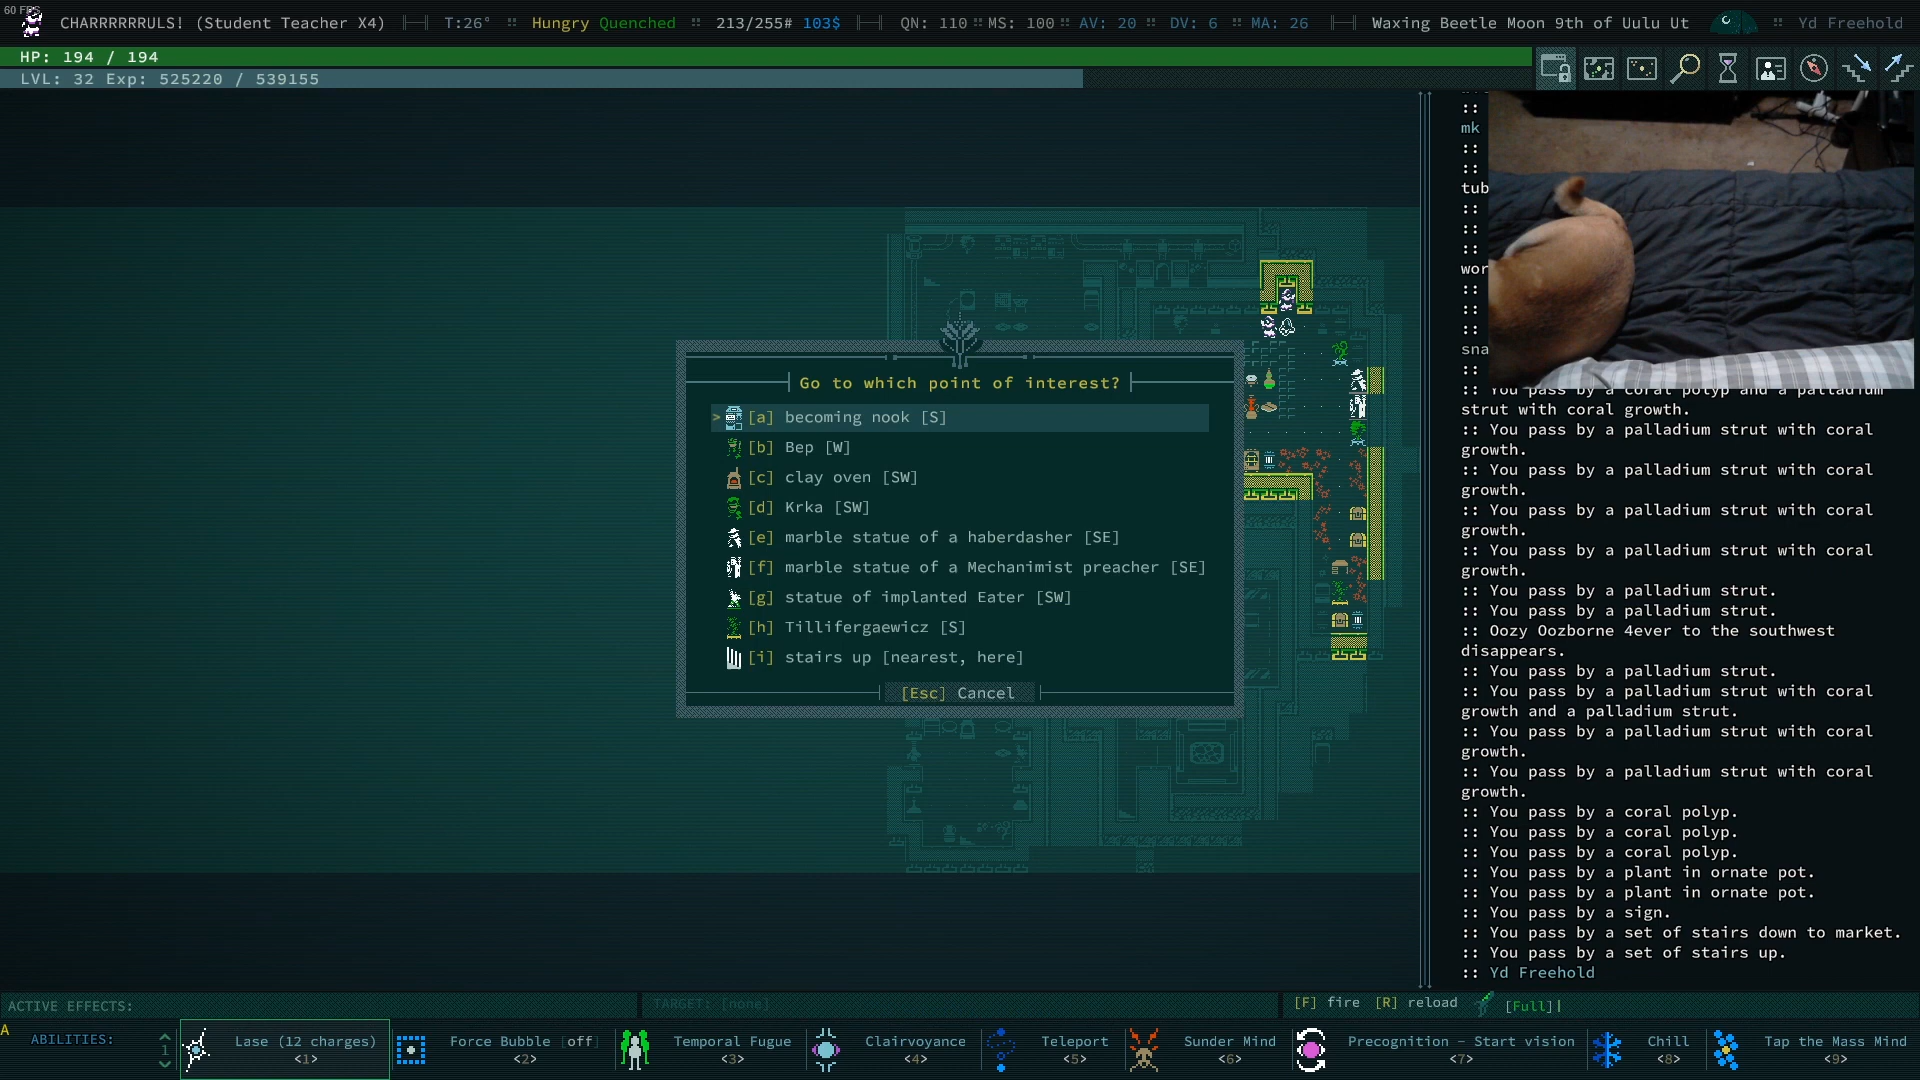 60 FPS
CHARRRRRRULS! (Student Teacher X4) T:26° :: Hungry Quenched :: 213/255# 103$ QN: 110 :: MS: 100 :: AV: 20 :: DV: 6 :: MA: 26 Waxing Beetle Moon 9th of Uulu Ut :: Yd Freehold
HP: 194 / 194
LVL: 32 Exp: 525220 / 539155
::
mk
::
::
tub
::
::
::
wor
::
::
::
sna
::
:: You pass by a coral polyp and a palladium
strut with coral growth.
:: You pass by a palladium strut with coral
growth.
:: You pass by a palladium strut with coral
growth.
:: You pass by a palladium strut with coral
growth.
:: You pass by a palladium strut with coral
growth.
:: You pass by a palladium strut.
:: You pass by a palladium strut.
:: Oozy Oozborne 4ever to the southwest
disappears.
:: You pass by a palladium strut.
:: You pass by a palladium strut with coral
growth and a palladium strut.
:: You pass by a palladium strut with coral
growth.
:: You pass by a palladium strut with coral
growth.
:: You pass by a coral polyp.
:: You pass by a coral polyp.
:: You pass by a coral polyp.
:: You pass by a plant in ornate pot.
:: You pass by a plant in ornate pot.
:: You pass by a sign.
:: You pass by a set of stairs down to market.
:: You pass by a set of stairs up.
:: Yd Freehold
Go to which point of interest?
> [a] becoming nook [S]
[b] Bep [W]
[c] clay oven [SW]
[d] Krka [SW]
[e] marble statue of a haberdasher [SE]
[f] marble statue of a Mechanimist preacher [SE]
[g] statue of implanted Eater [SW]
[h] Tillifergaewicz [S]
[i] stairs up [nearest, here]
[Esc] Cancel
ACTIVE EFFECTS: TARGET: [none] [F] fire [R] reload [Full]
A
ABILITIES: 1
Lase (12 charges) <1>
Force Bubble [off] <2>
Temporal Fugue <3>
Clairvoyance <4>
Teleport <5>
Sunder Mind <6>
Precognition - Start vision <7>
Chill <8>
Tap the Mass Mind <9>